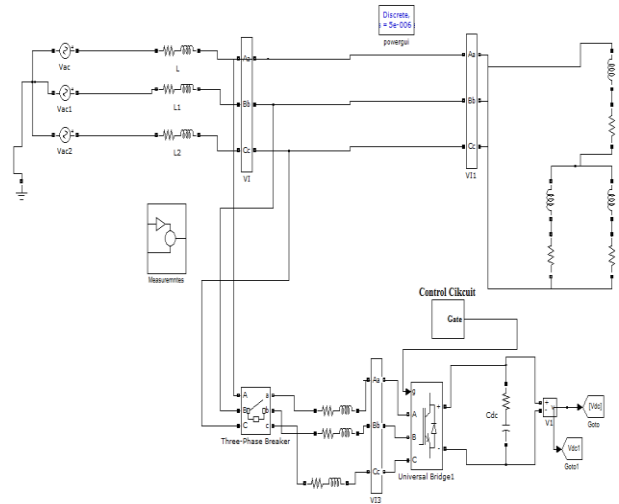 Discrete,
s = 5e-006 s
powergui
Vac
L
Aa
Aa
Vac1
L1
Bb
Bb
Vac2
L2
Cc
Cc
VI
VI1
Measuremntes
Control Cikcuit
Gate
Aa
g
A
a
A
+
B
b
Bb
B
Cdc
+
-
v
[Vdc]
C
c
V1
Goto
Three-Phase Breaker
C
-
Vdc1
Cc
Universal Bridge1
Goto1
VI3